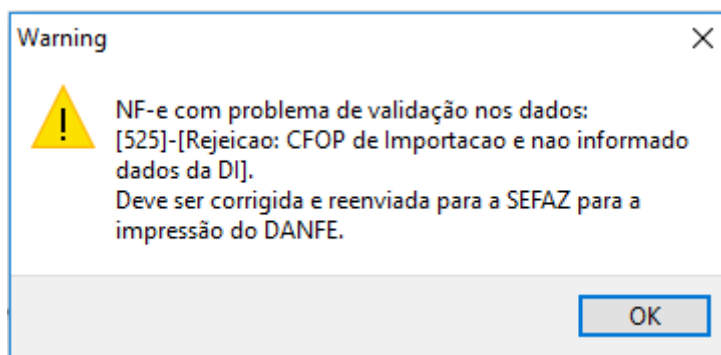 Warning
NF-e com problema de validação nos dados:
[525]-[Rejeicao: CFOP de Importacao e nao informado
dados da DI].
Deve ser corrigida e reenviada para a SEFAZ para a
impressão do DANFE.
OK